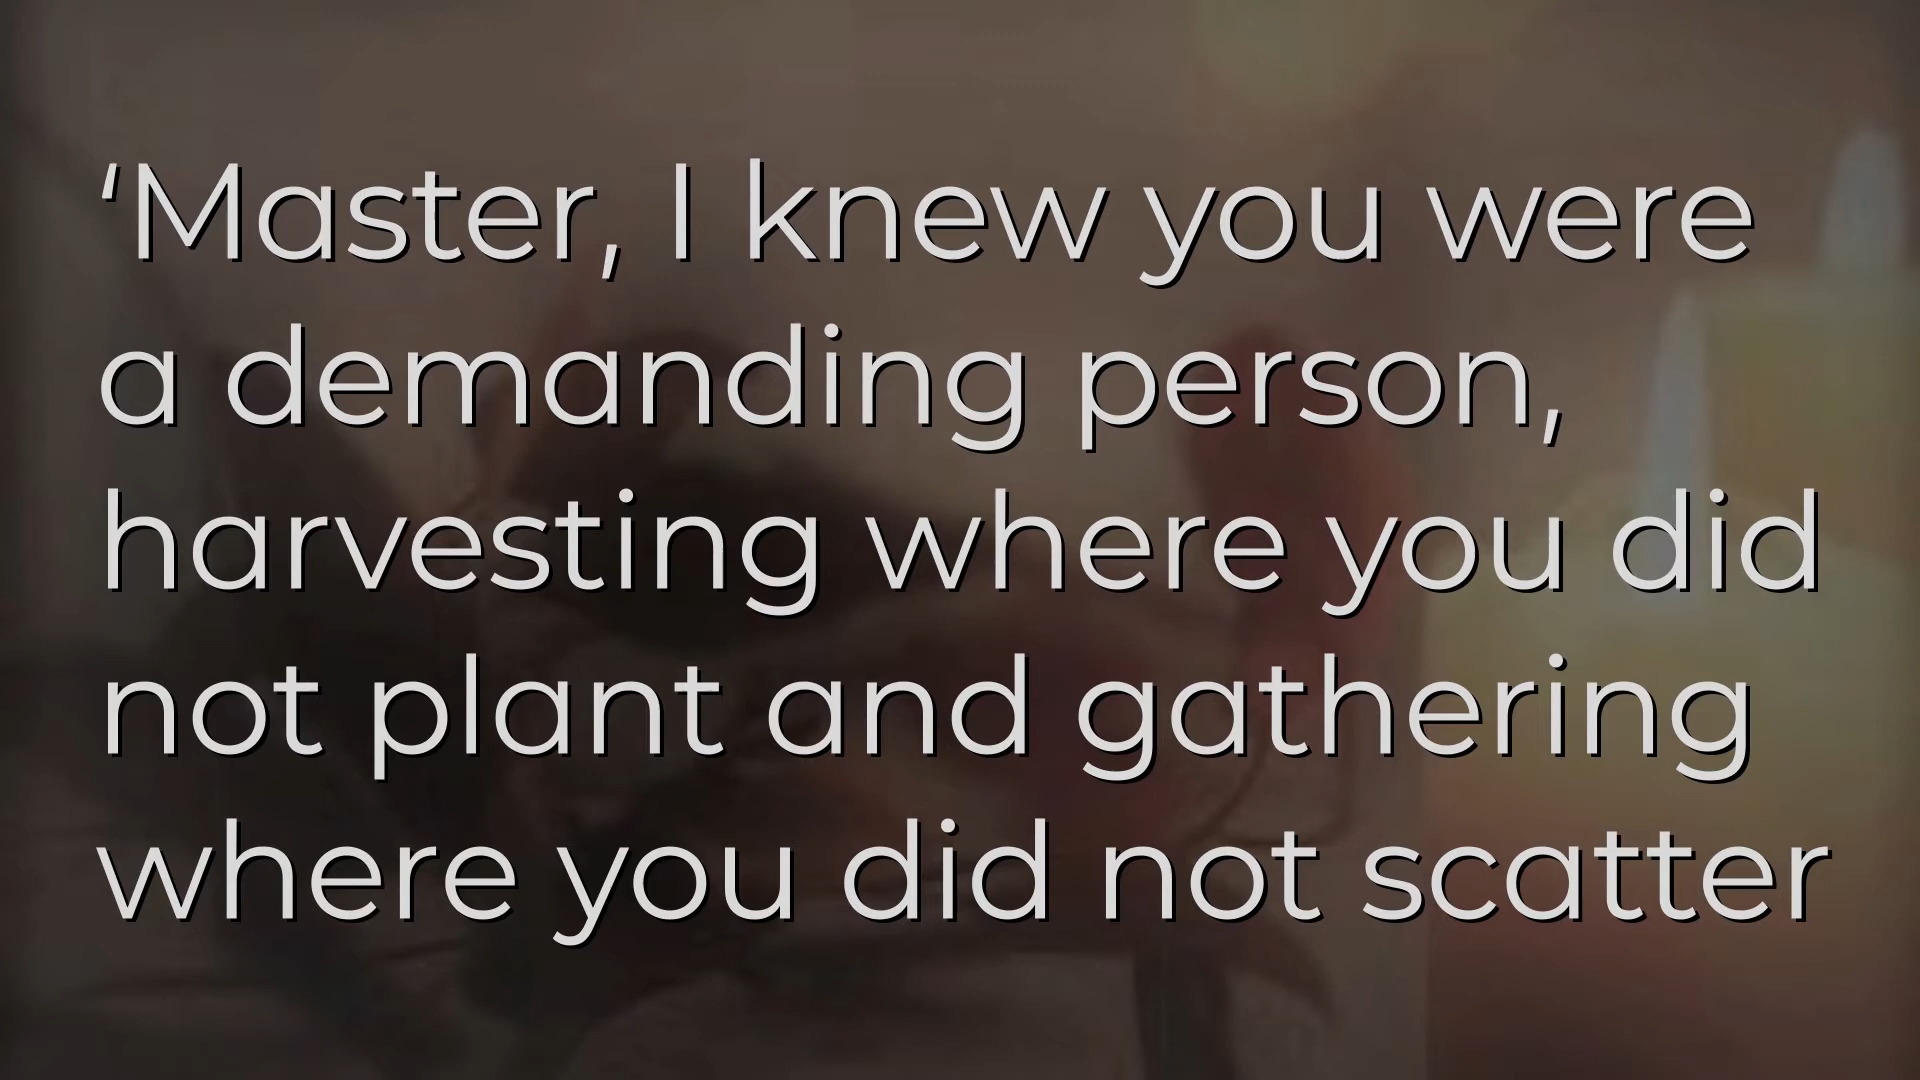 ‘Master, I knew you were
a demanding person,
harvesting where you did
not plant and gathering
where you did not scatter